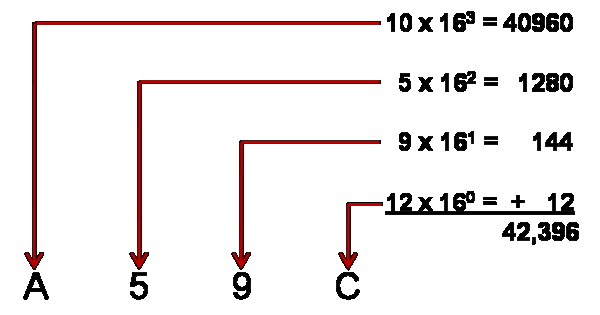 10 x 16³ = 40960
5 x 16² = 1280
9 x 16¹ = 144
12 x 16⁰ = + 12
42,396
A 5 9 C